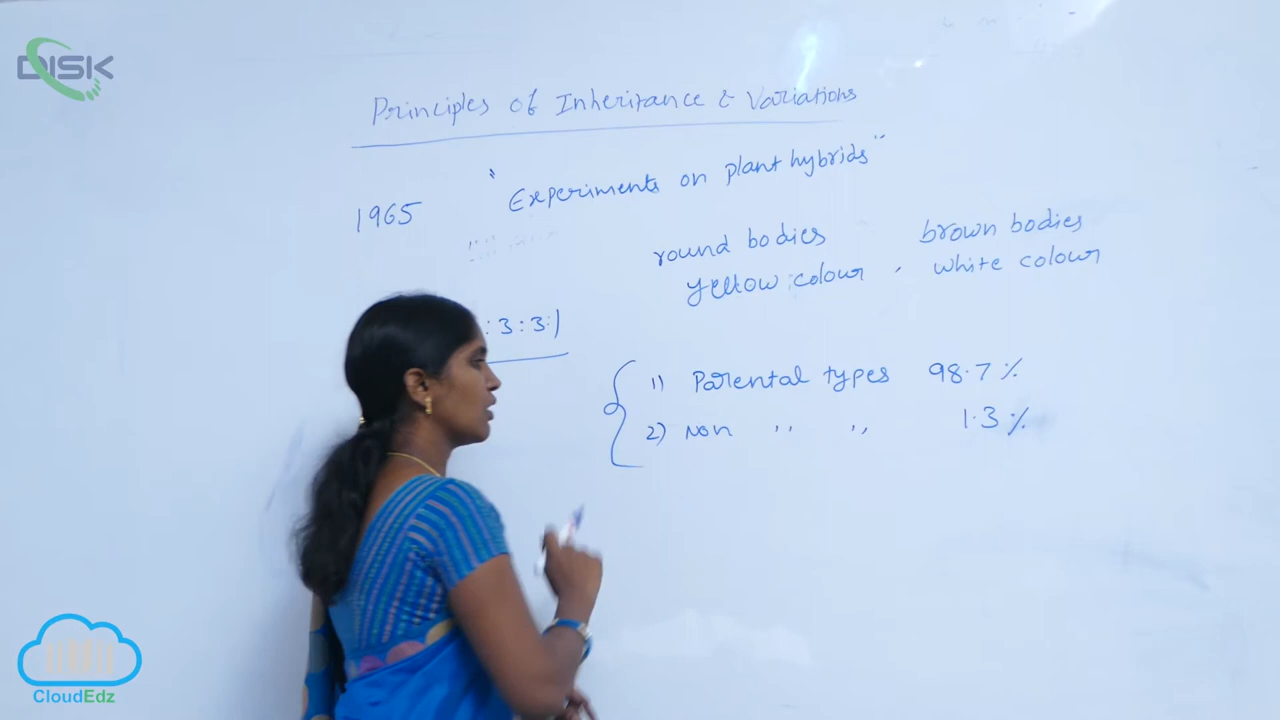 DISK
Principles of Inheritance & Variations
1965 "Experiments on plant hybrids"
round bodies brown bodies
yellow colour , white colour
: 3 : 3 : 1
1) Parental types 98.7 %
2) Non " " 1.3 %
CloudEdz